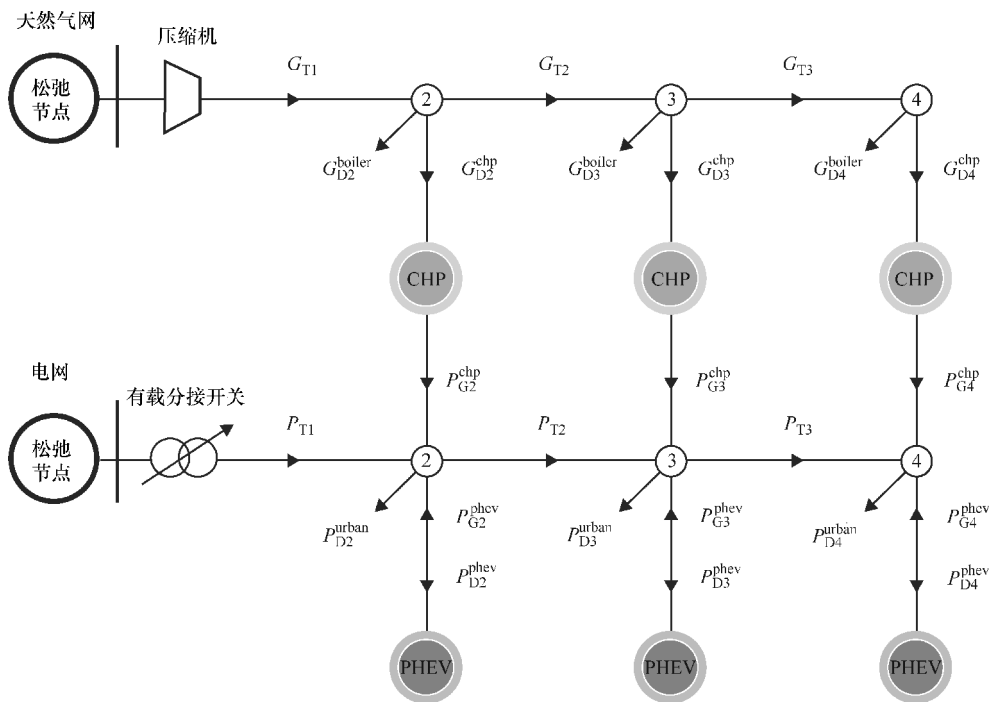 天然气网
压缩机
松弛
节点
G_T1
G_T2
G_T3
2
3
4
G_D2^boiler
G_D2^chp
G_D3^boiler
G_D3^chp
G_D4^boiler
G_D4^chp
CHP
CHP
CHP
电网
有载分接开关
P_G2^chp
P_G3^chp
P_G4^chp
松弛
节点
P_T1
P_T2
P_T3
2
3
4
P_D2^urban
P_G2^phev
P_D3^urban
P_G3^phev
P_D4^urban
P_G4^phev
P_D2^phev
P_D3^phev
P_D4^phev
PHEV
PHEV
PHEV